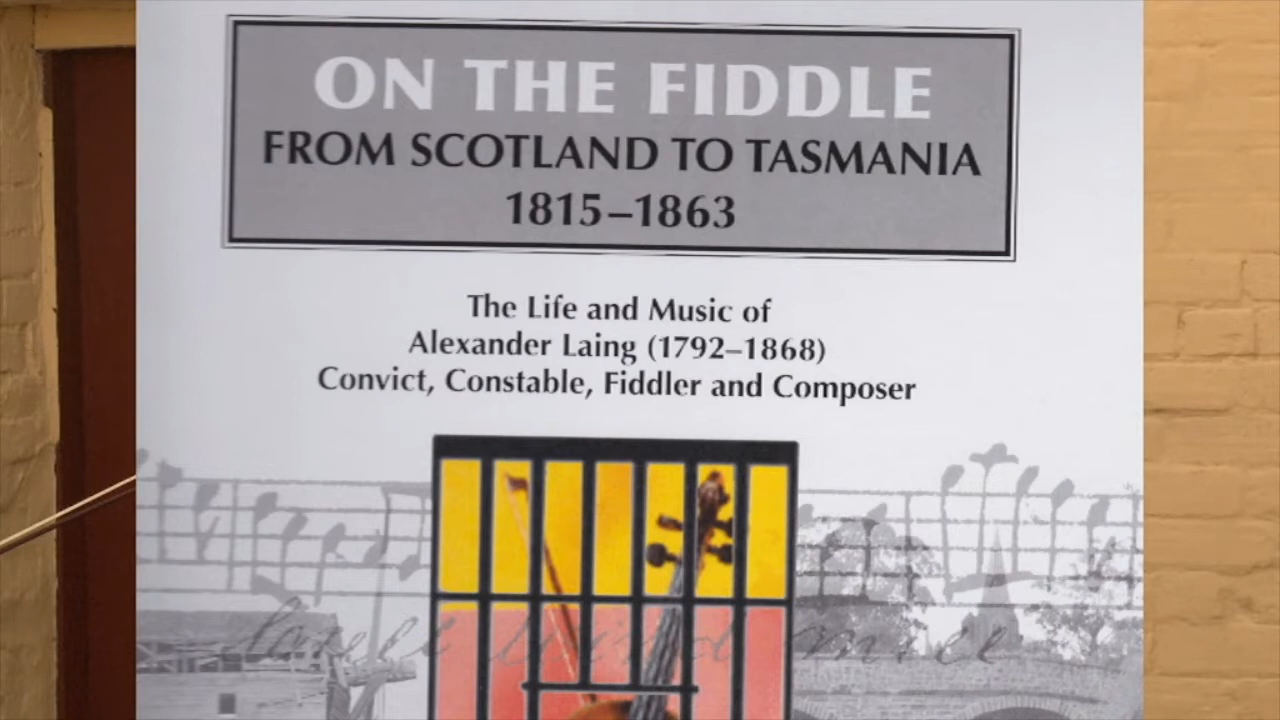 ON THE FIDDLE
FROM SCOTLAND TO TASMANIA
1815–1863
The Life and Music of
Alexander Laing (1792–1868)
Convict, Constable, Fiddler and Composer